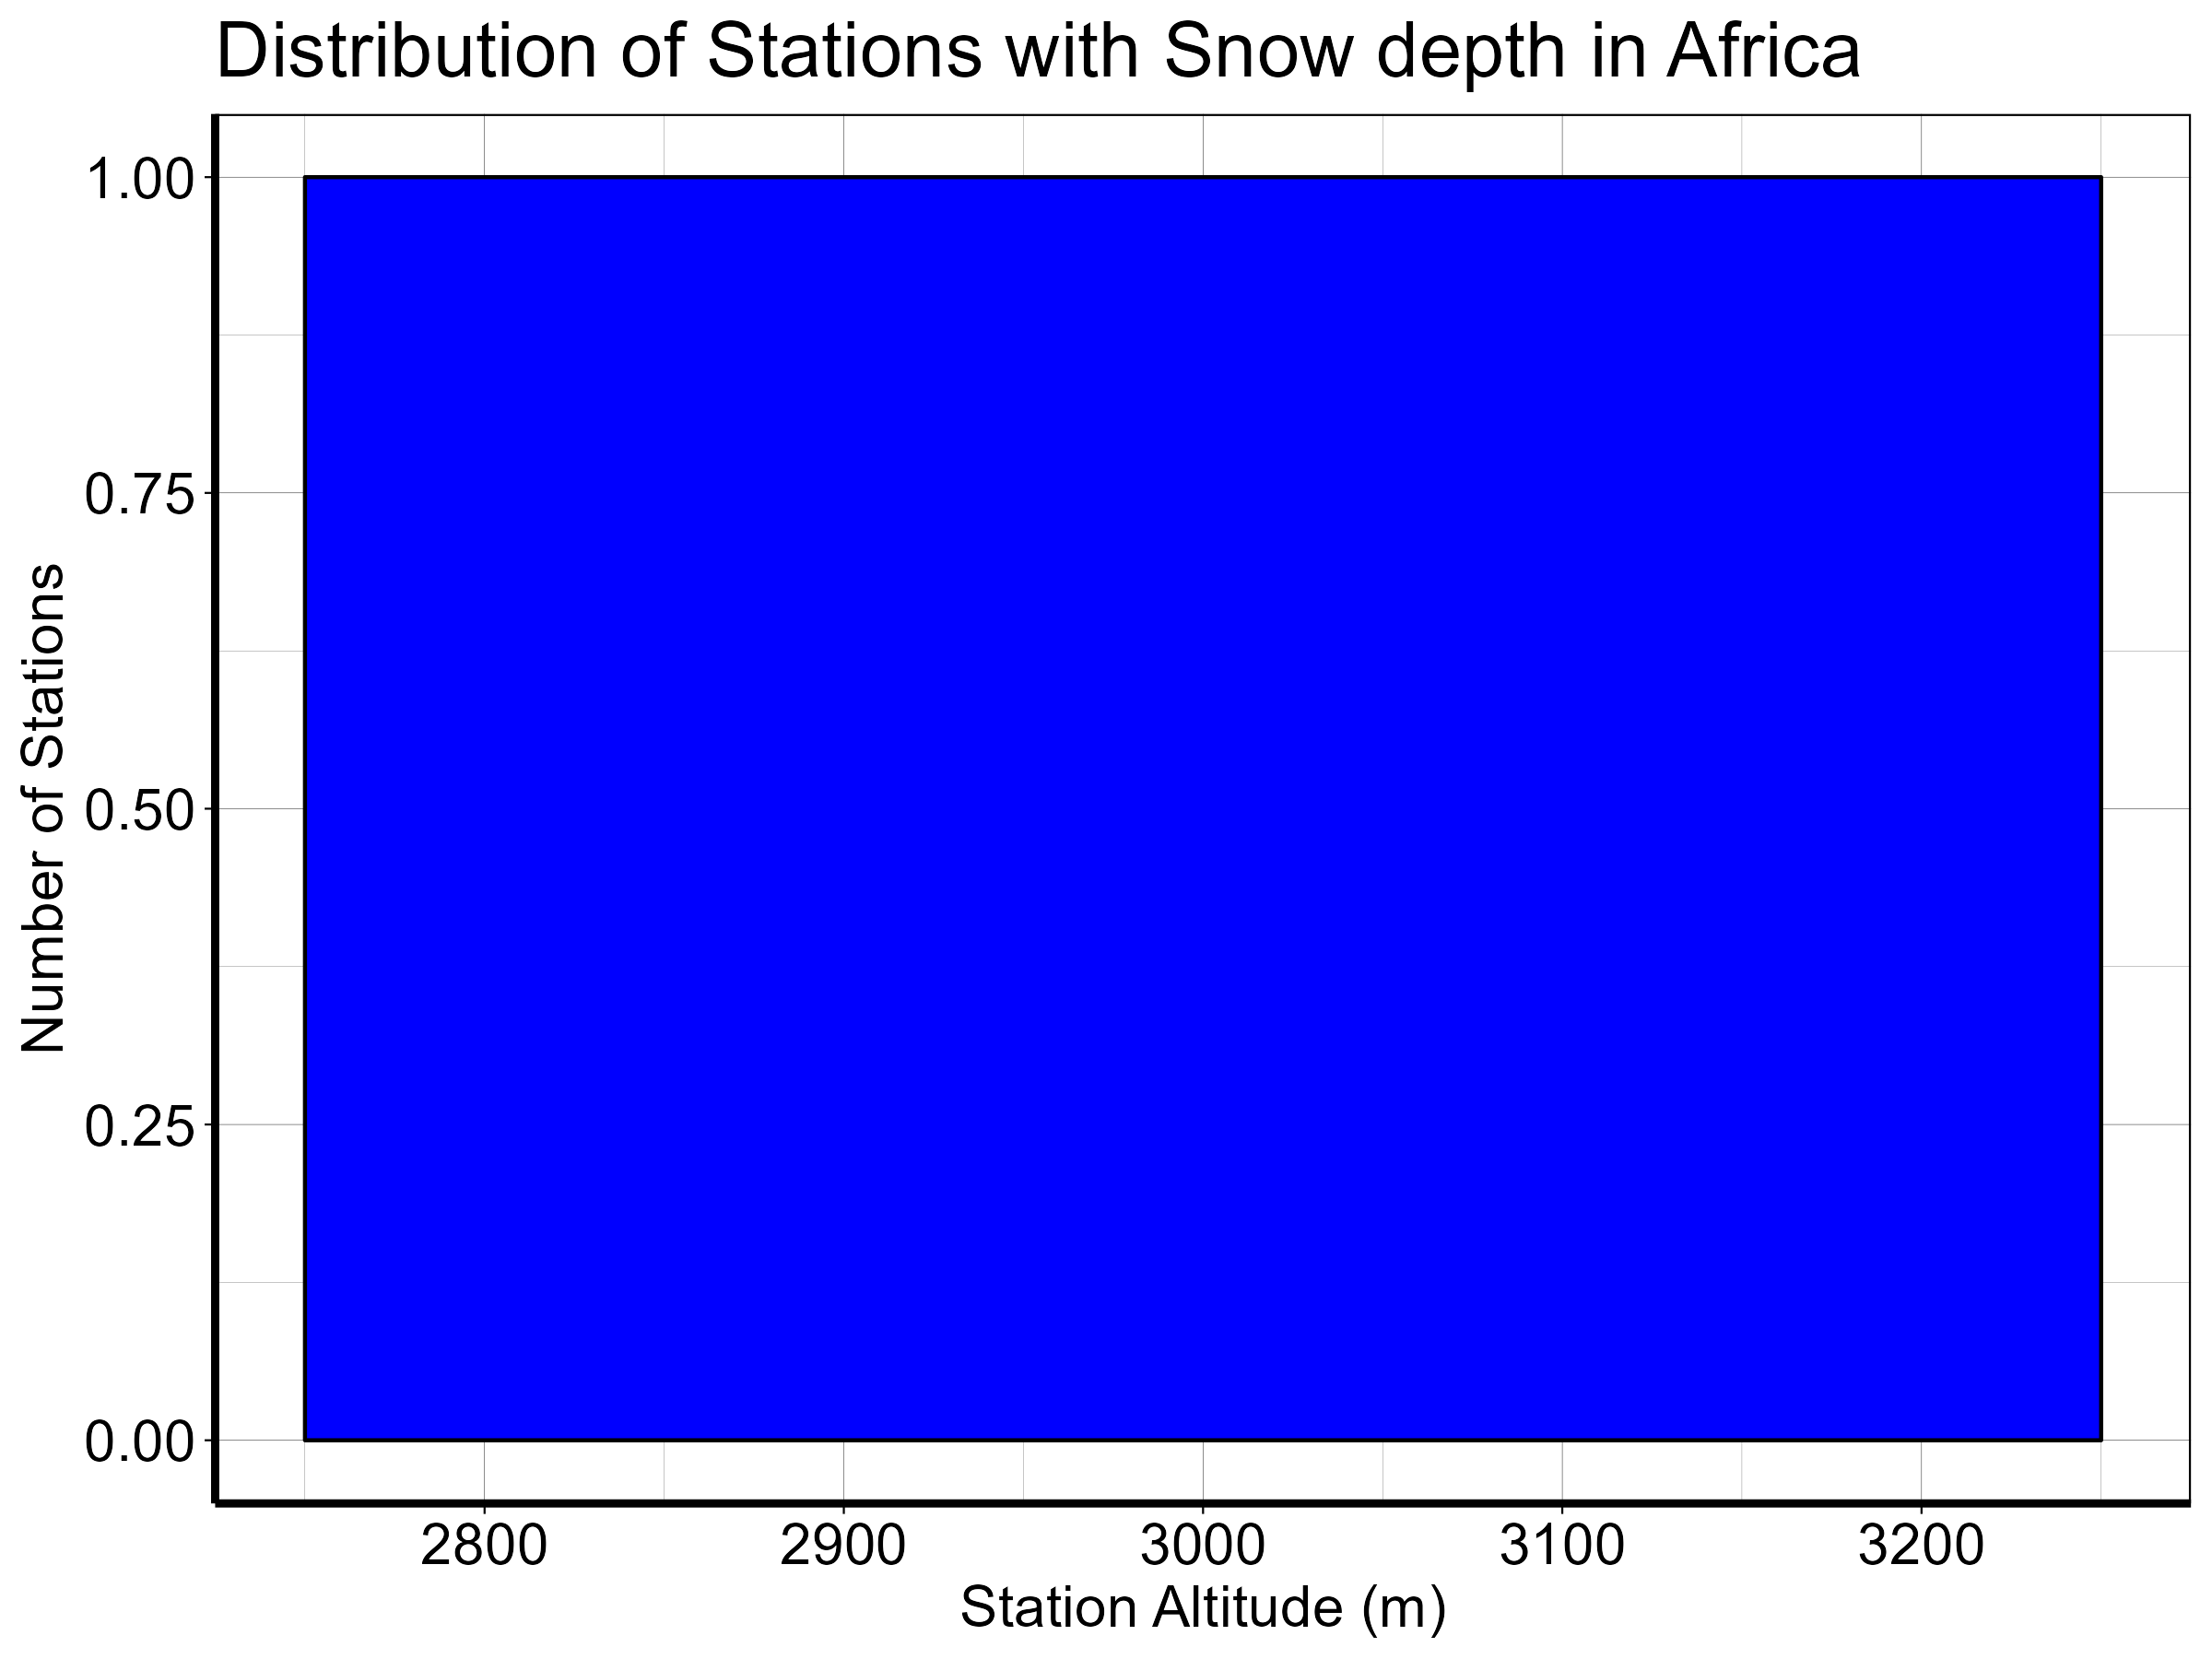 Distribution of Stations with Snow depth in Africa
Number of Stations
1.00
0.75
0.50
0.25
0.00
2800 2900 3000 3100 3200
Station Altitude (m)